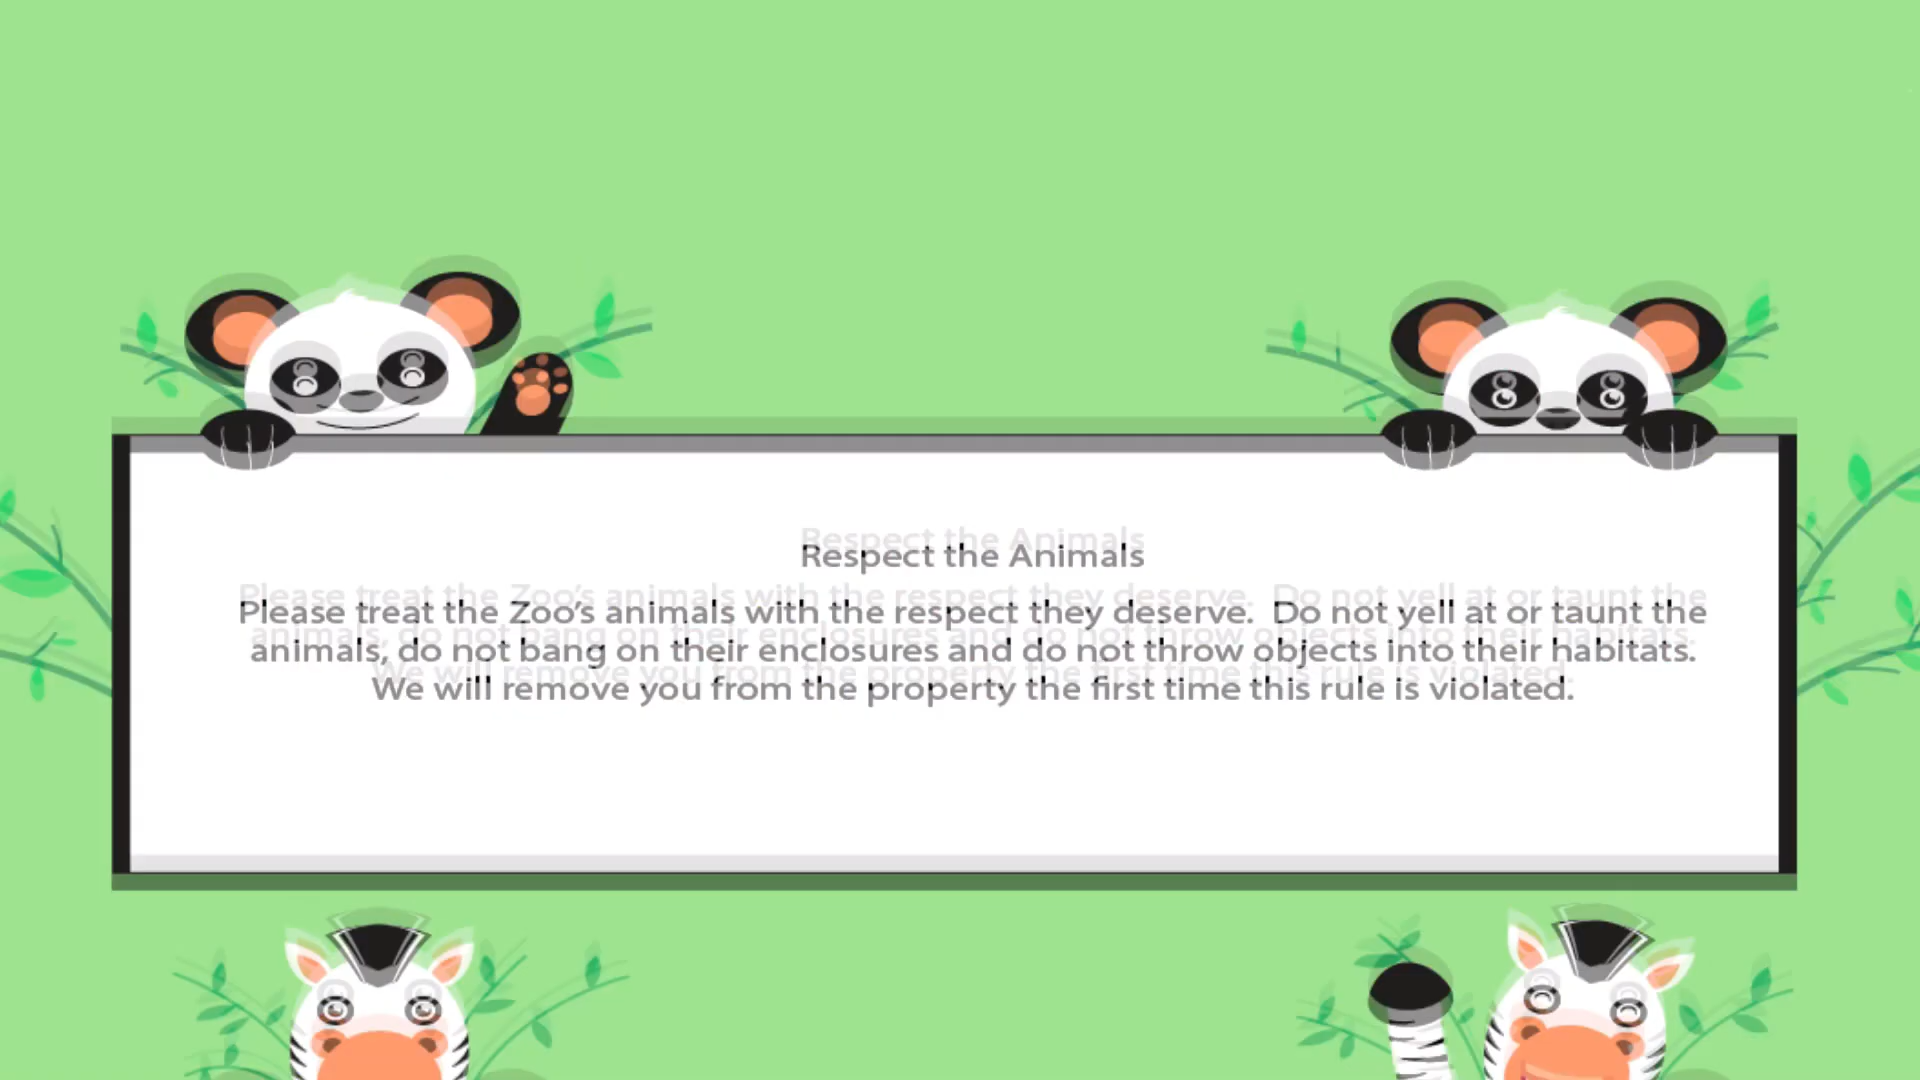 Respect the Animals
Please treat the Zoo's animals with the respect they deserve.  Do not yell at or taunt the
animals, do not bang on their enclosures and do not throw objects into their habitats.
We will remove you from the property the first time this rule is violated.